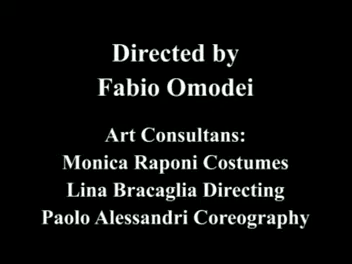 Directed by
Fabio Omodei
Art Consultans:
Monica Raponi Costumes
Lina Bracaglia Directing
Paolo Alessandri Coreography